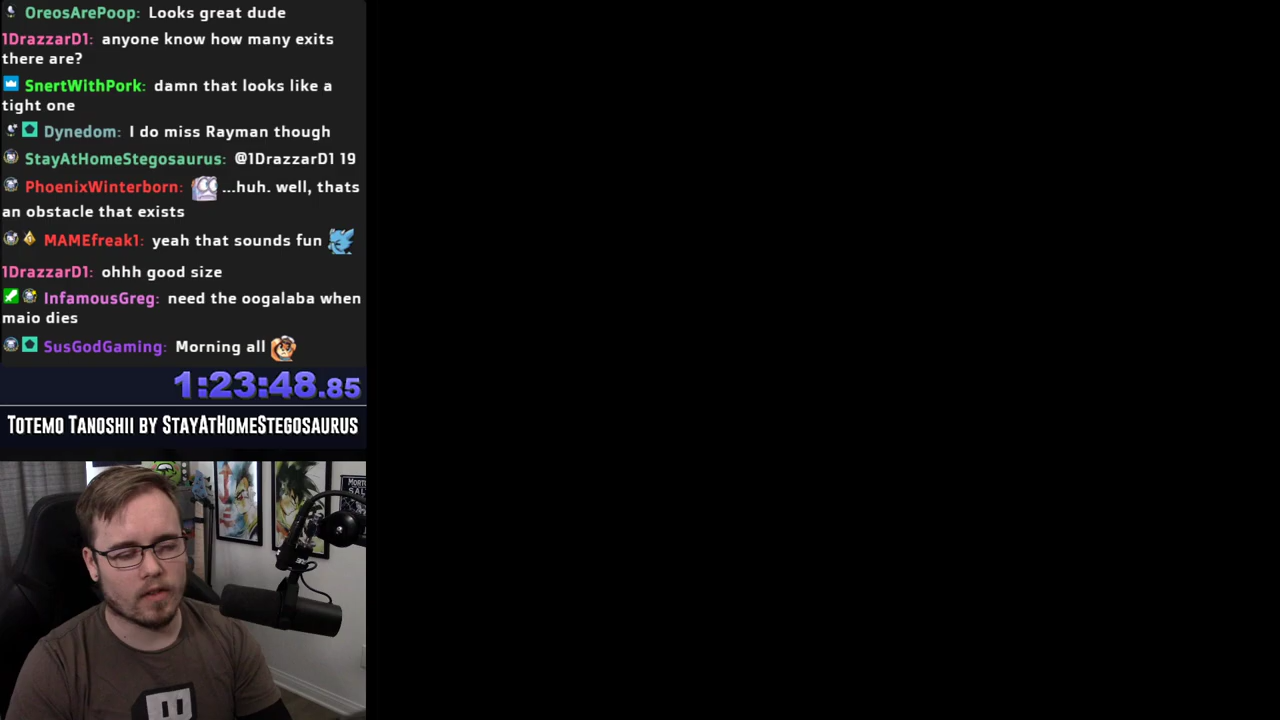 OreosArePoop: Looks great dude
1DrazzarD1: anyone know how many exits
there are?
SnertWithPork: damn that looks like a
tight one
Dynedom: I do miss Rayman though
StayAtHomeStegosaurus: @1DrazzarD1 19
PhoenixWinterborn: ...huh. well, thats
an obstacle that exists
MAMEfreak1: yeah that sounds fun
1DrazzarD1: ohhh good size
InfamousGreg: need the oogalaba when
maio dies
SusGodGaming: Morning all
1:23:48.85
Totemo Tanoshii by StayAtHomeStegosaurus